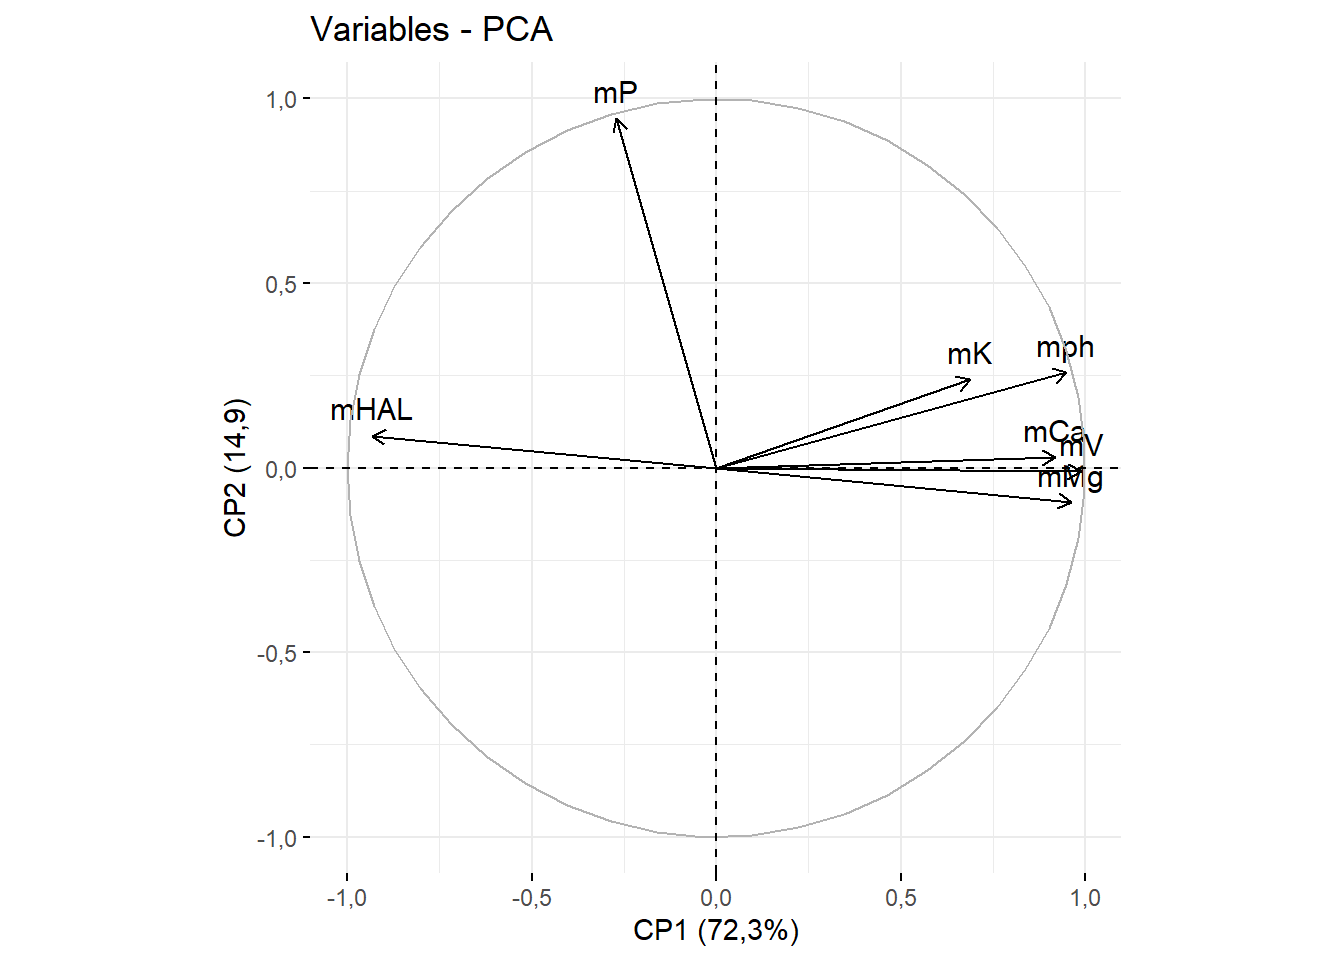 Variables - PCA
mP
mK
mph
mHAL
mCa
mV
mMg
1,0
0,5
0,0
-0,5
-1,0
CP2 (14,9)
-1,0
-0,5
0,0
0,5
1,0
CP1 (72,3%)